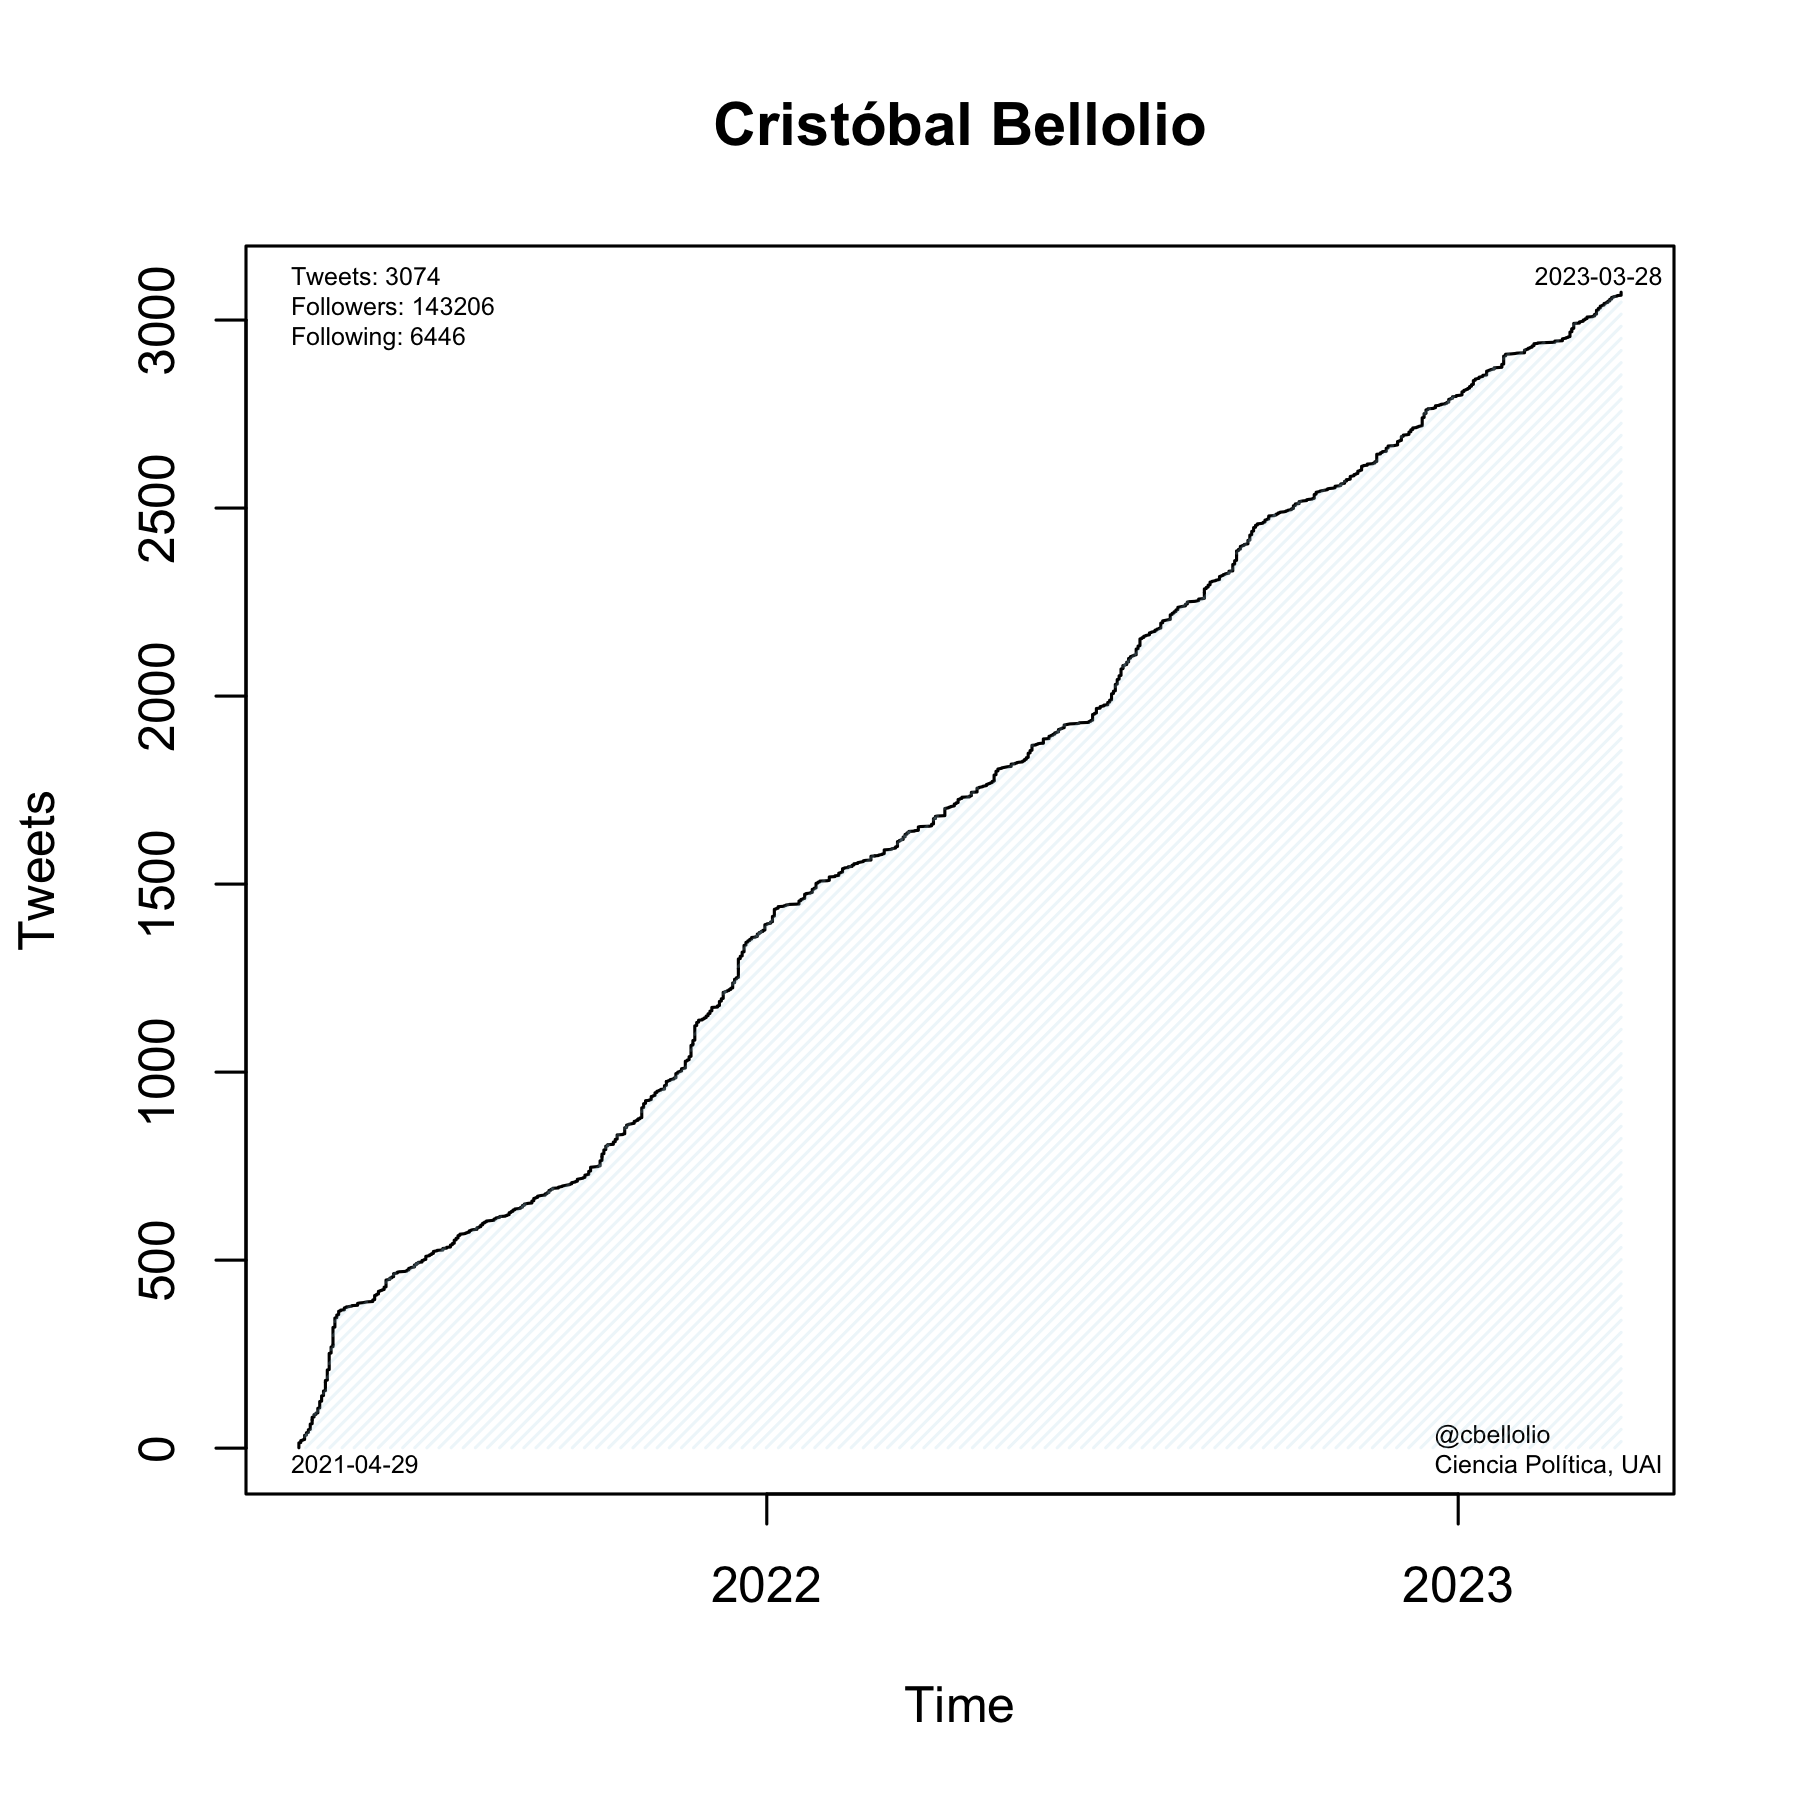 Cristóbal Bellolio
Tweets: 3074
Followers: 143206
Following: 6446
2023-03-28
3000
2500
2000
1500
1000
500
0
Tweets
2021-04-29
@cbellolio
Ciencia Política, UAI
2022
2023
Time